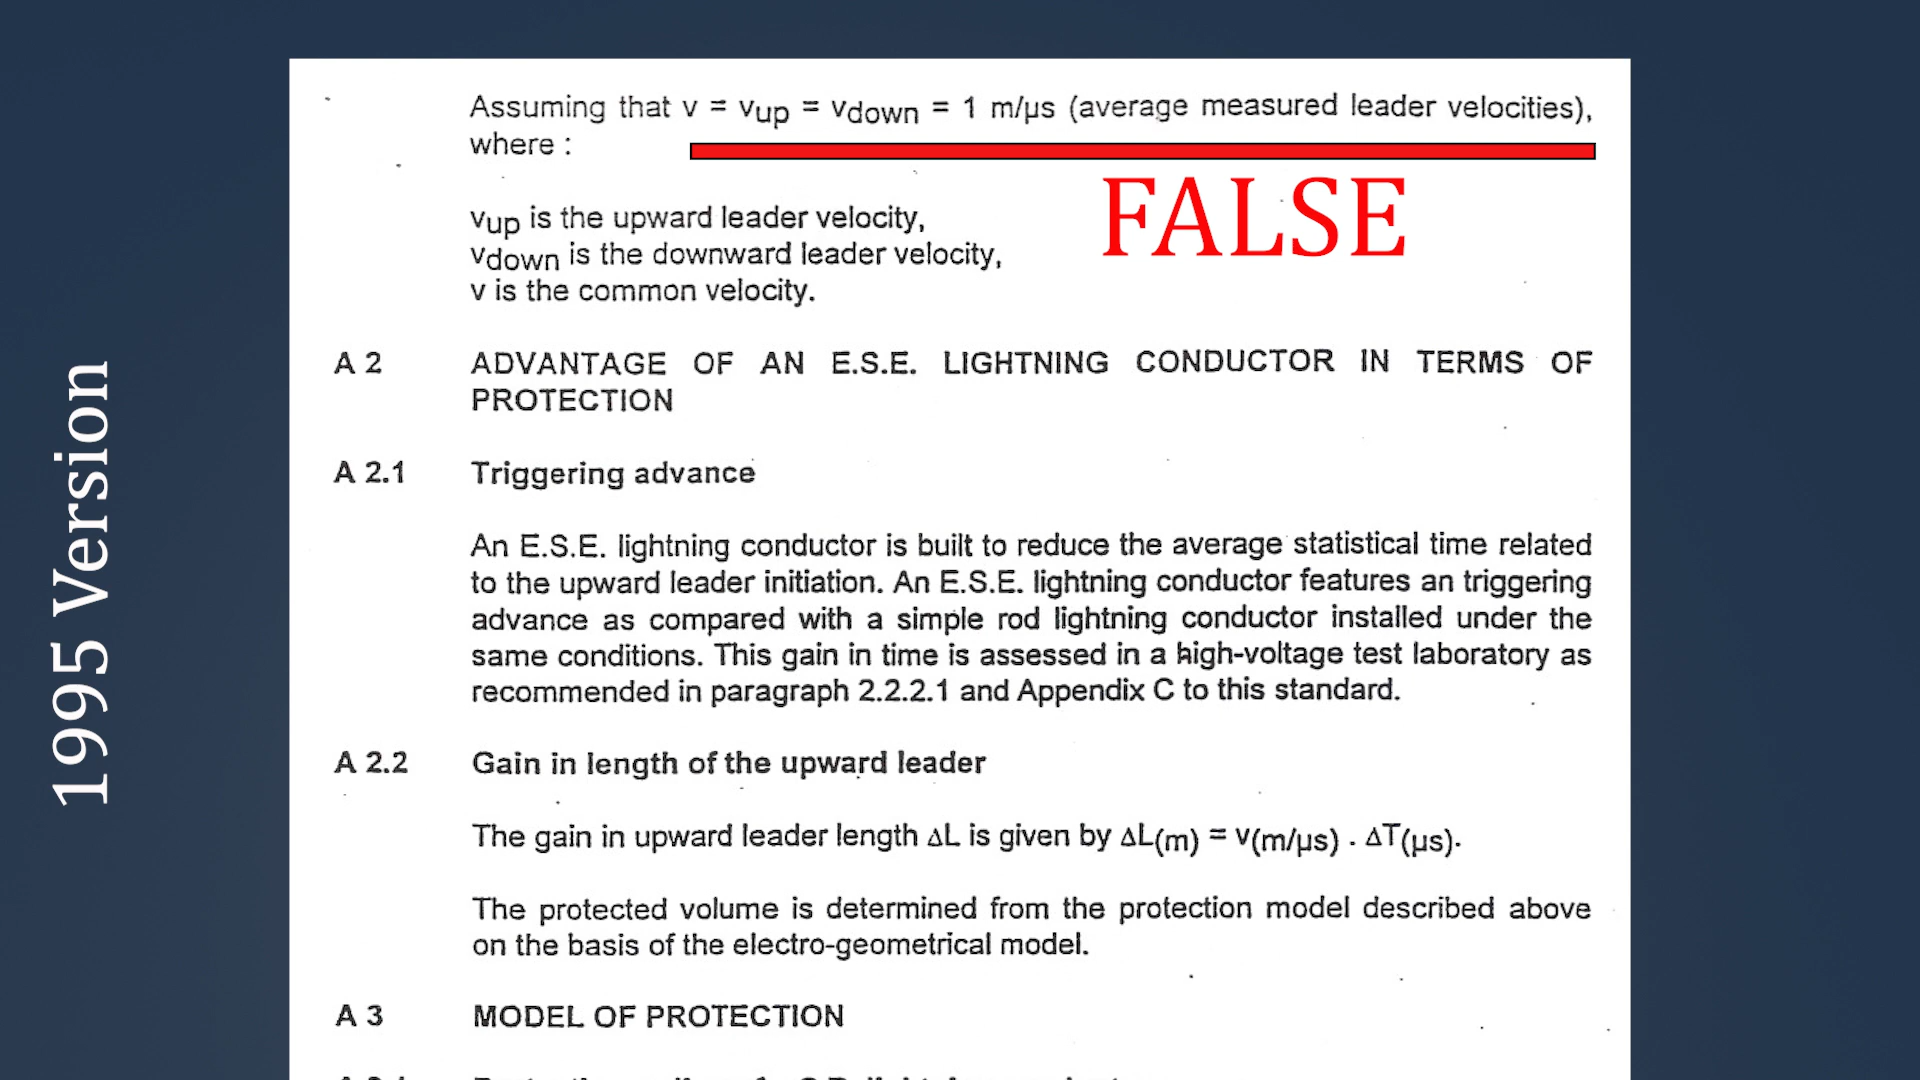 1995 Version
Assuming that v = vup = vdown = 1 m/µs (average measured leader velocities),
where :
FALSE
vup is the upward leader velocity,
vdown is the downward leader velocity,
v is the common velocity.
A 2 ADVANTAGE OF AN E.S.E. LIGHTNING CONDUCTOR IN TERMS OF
PROTECTION
A 2.1 Triggering advance
An E.S.E. lightning conductor is built to reduce the average statistical time related
to the upward leader initiation. An E.S.E. lightning conductor features an triggering
advance as compared with a simple rod lightning conductor installed under the
same conditions. This gain in time is assessed in a high-voltage test laboratory as
recommended in paragraph 2.2.2.1 and Appendix C to this standard.
A 2.2 Gain in length of the upward leader
The gain in upward leader length ΔL is given by ΔL(m) = v(m/µs) . ΔT(µs).
The protected volume is determined from the protection model described above
on the basis of the electro-geometrical model.
A 3 MODEL OF PROTECTION